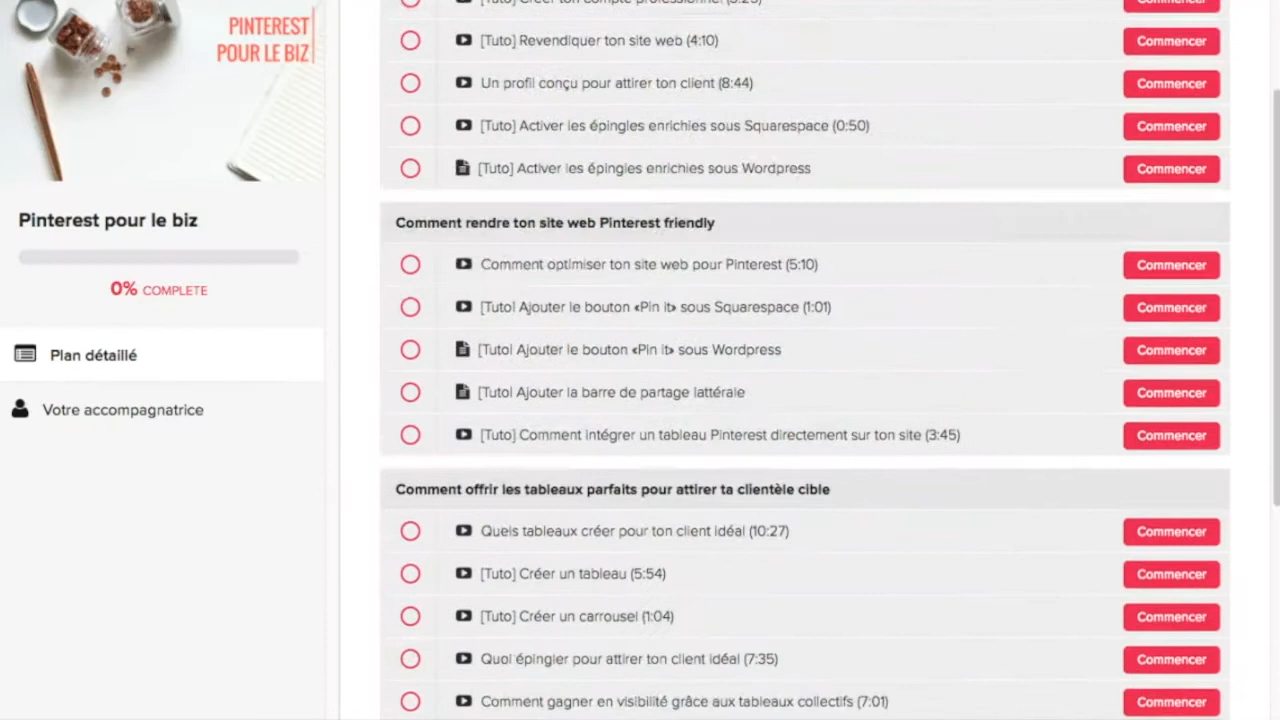 PINTEREST
POUR LE BIZ
Pinterest pour le biz
0% COMPLETE
Plan détaillé
Votre accompagnatrice
[Tuto] Créer ton compte professionnel
Commencer
[Tuto] Revendiquer ton site web (4:10)
Commencer
Un profil conçu pour attirer ton client (8:44)
Commencer
[Tuto] Activer les épingles enrichies sous Squarespace (0:50)
Commencer
[Tuto] Activer les épingles enrichies sous Wordpress
Commencer
Comment rendre ton site web Pinterest friendly
Comment optimiser ton site web pour Pinterest (5:10)
Commencer
[Tuto] Ajouter le bouton «Pin it» sous Squarespace (1:01)
Commencer
[Tuto] Ajouter le bouton «Pin it» sous Wordpress
Commencer
[Tuto] Ajouter la barre de partage lattérale
Commencer
[Tuto] Comment intégrer un tableau Pinterest directement sur ton site (3:45)
Commencer
Comment offrir les tableaux parfaits pour attirer ta clientèle cible
Quels tableaux créer pour ton client idéal (10:27)
Commencer
[Tuto] Créer un tableau (5:54)
Commencer
[Tuto] Créer un carrousel (1:04)
Commencer
Quoi épingler pour attirer ton client idéal (7:35)
Commencer
Comment gagner en visibilité grâce aux tableaux collectifs (7:01)
Commencer